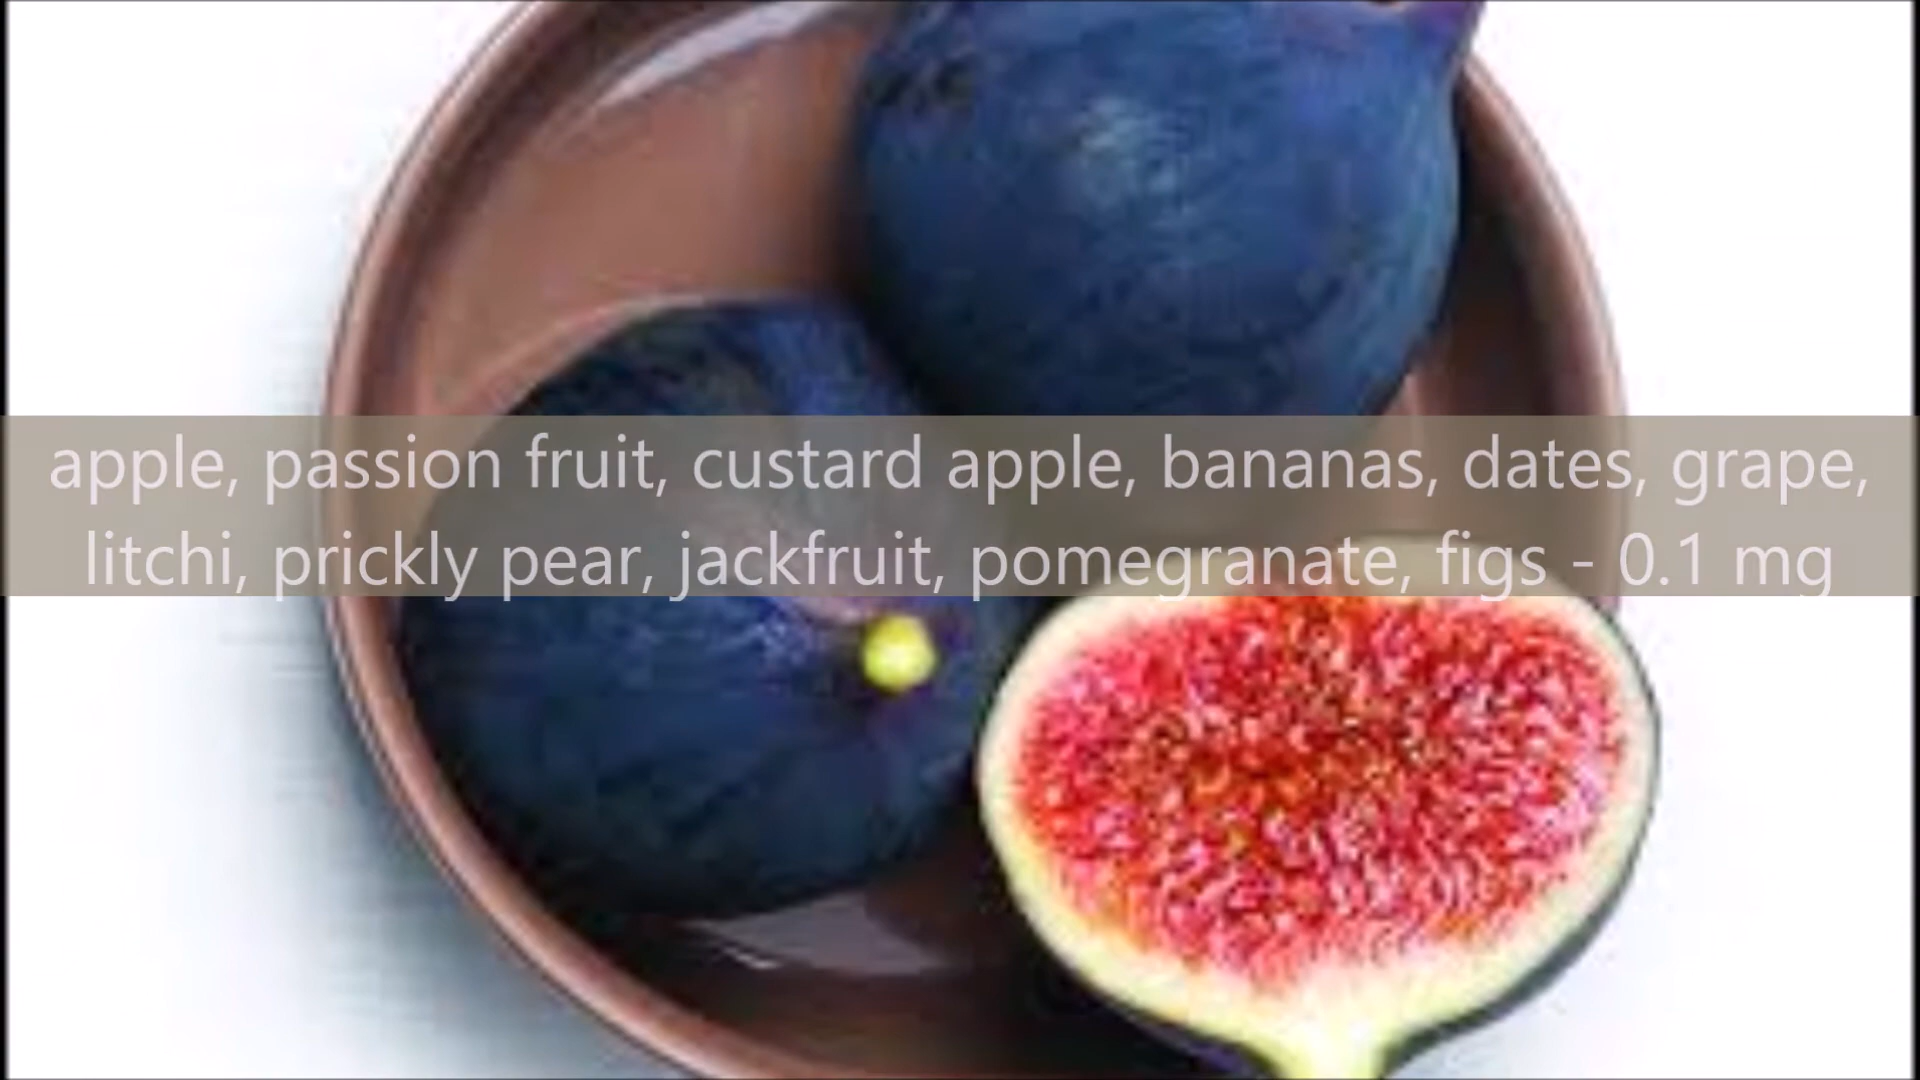 apple, passion fruit, custard apple, bananas, dates, grape,
litchi, prickly pear, jackfruit, pomegranate, figs - 0.1 mg